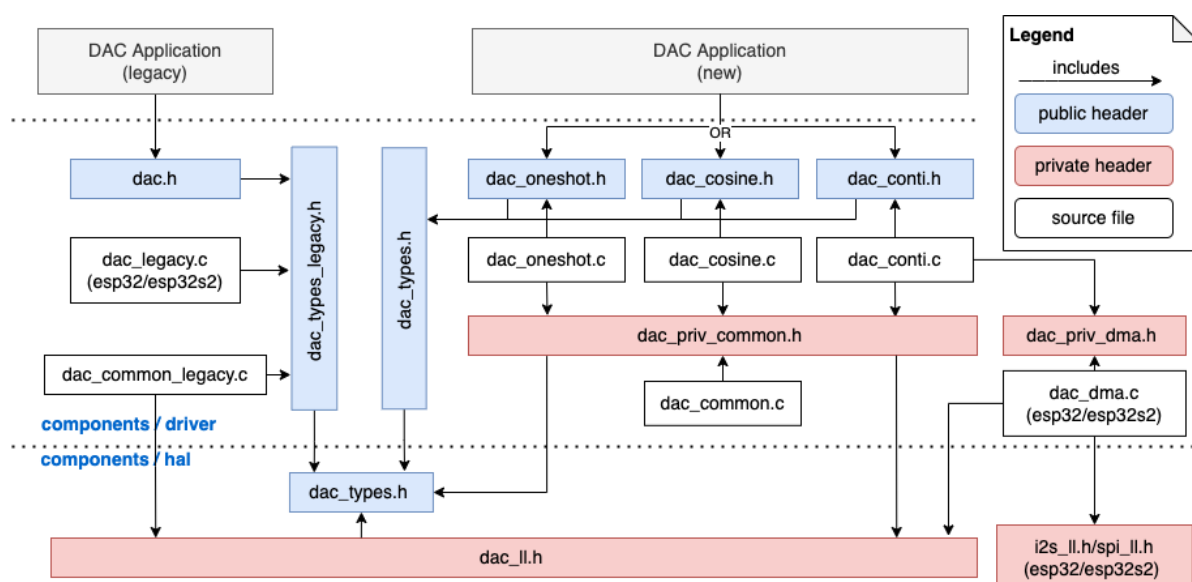 DAC Application
(legacy)
DAC Application
(new)
Legend
includes
public header
private header
source file
OR
dac.h
dac_types_legacy.h
dac_types.h
dac_oneshot.h
dac_cosine.h
dac_conti.h
dac_legacy.c
(esp32/esp32s2)
dac_oneshot.c
dac_cosine.c
dac_conti.c
dac_priv_common.h
dac_priv_dma.h
dac_common_legacy.c
dac_common.c
dac_dma.c
(esp32/esp32s2)
components / driver
components / hal
dac_types.h
dac_ll.h
i2s_ll.h/spi_ll.h
(esp32/esp32s2)